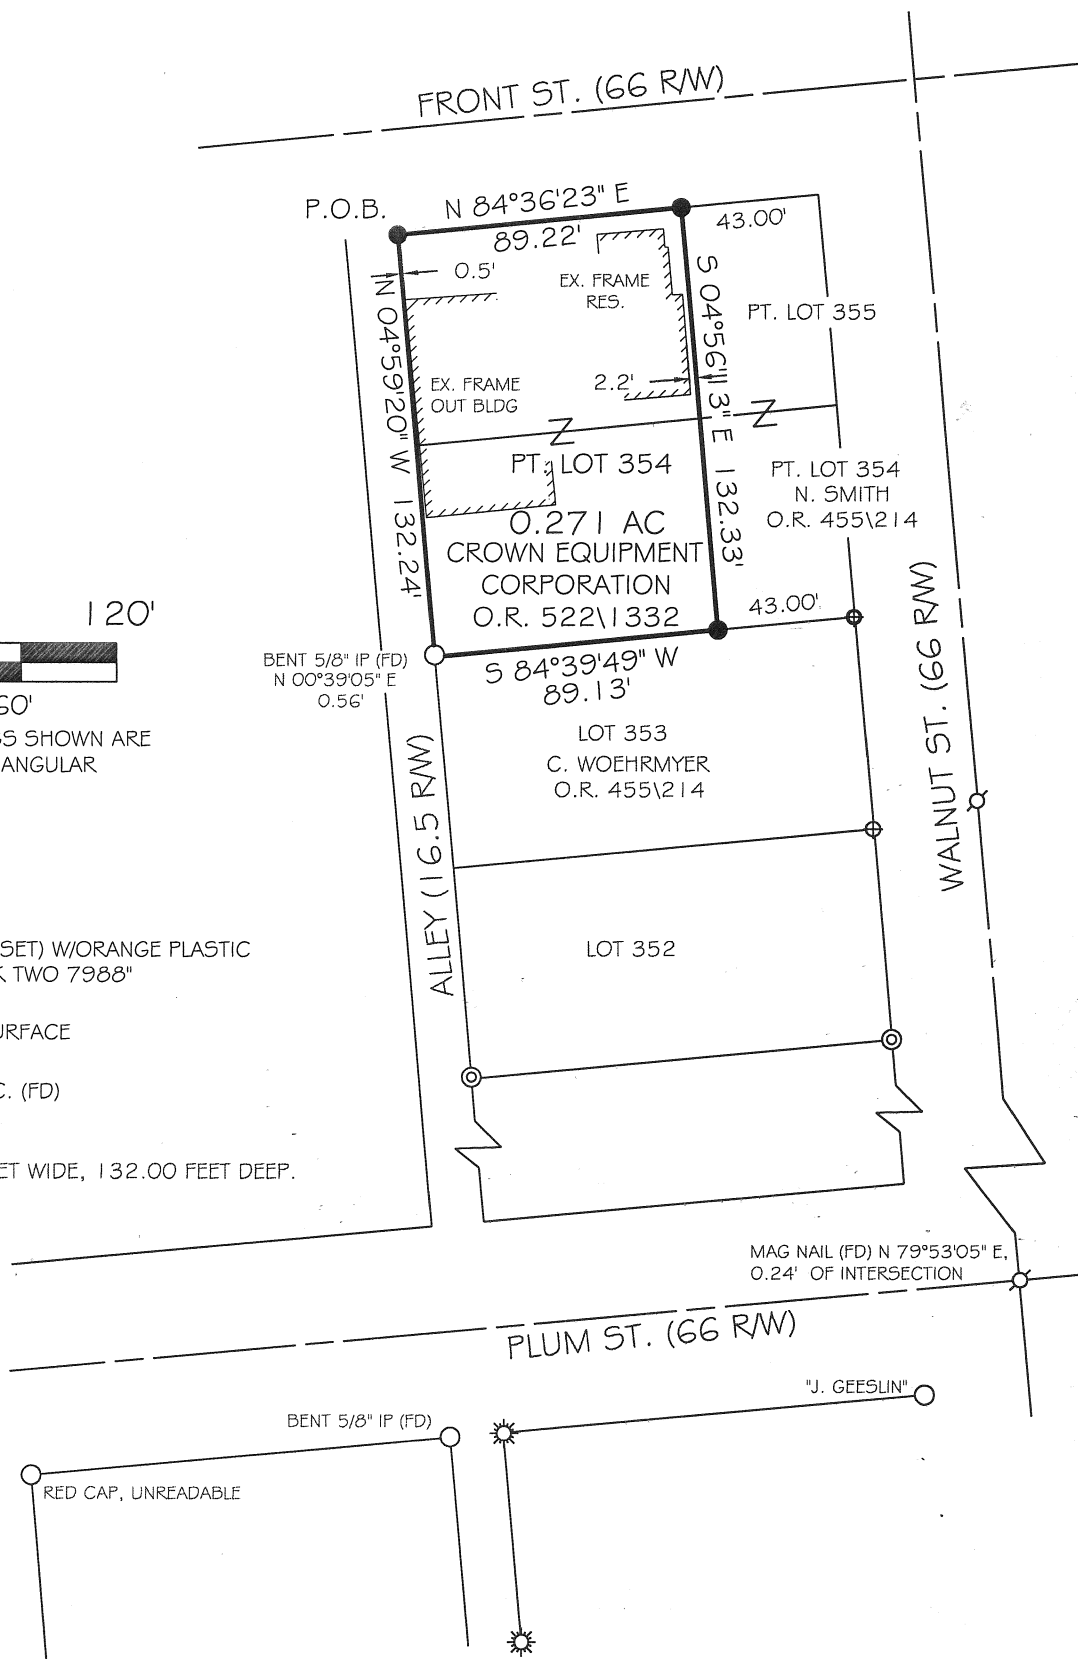 FRONT ST. (66 R/W)
P.O.B.
N 84°36'23" E
89.22'
43.00'
0.5'
EX. FRAME
RES.
N 04°59'20" W 132.24'
S 04°56'13" E 132.33'
PT. LOT 355
2.2'
EX. FRAME
OUT BLDG
Z
Z
PT. LOT 354
PT. LOT 354
N. SMITH
O.R. 455\214
0.271 AC
CROWN EQUIPMENT
CORPORATION
O.R. 522\1332
43.00'
120'
BENT 5/8" IP (FD)
N 00°39'05" E
0.56'
S 84°39'49" W
89.13'
60'
GS SHOWN ARE
ANGULAR
LOT 353
C. WOEHRMYER
O.R. 455\214
WALNUT ST. (66 R/W)
ALLEY (16.5 R/W)
SET) W/ORANGE PLASTIC
K TWO 7988"
LOT 352
URFACE
C. (FD)
ET WIDE, 132.00 FEET DEEP.
MAG NAIL (FD) N 79°53'05" E,
0.24' OF INTERSECTION
PLUM ST. (66 R/W)
"J. GEESLIN"
BENT 5/8" IP (FD)
RED CAP, UNREADABLE